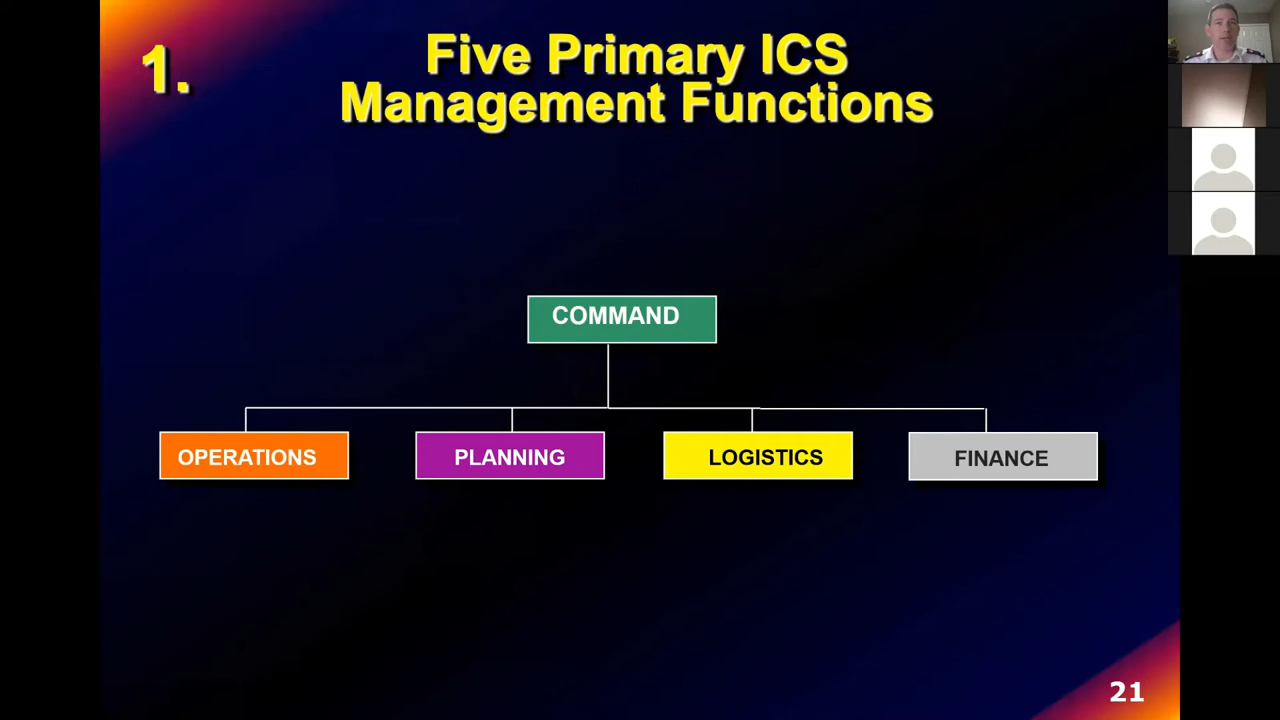 1.
Five Primary ICS
Management Functions
COMMAND
OPERATIONS
PLANNING
LOGISTICS
FINANCE
21